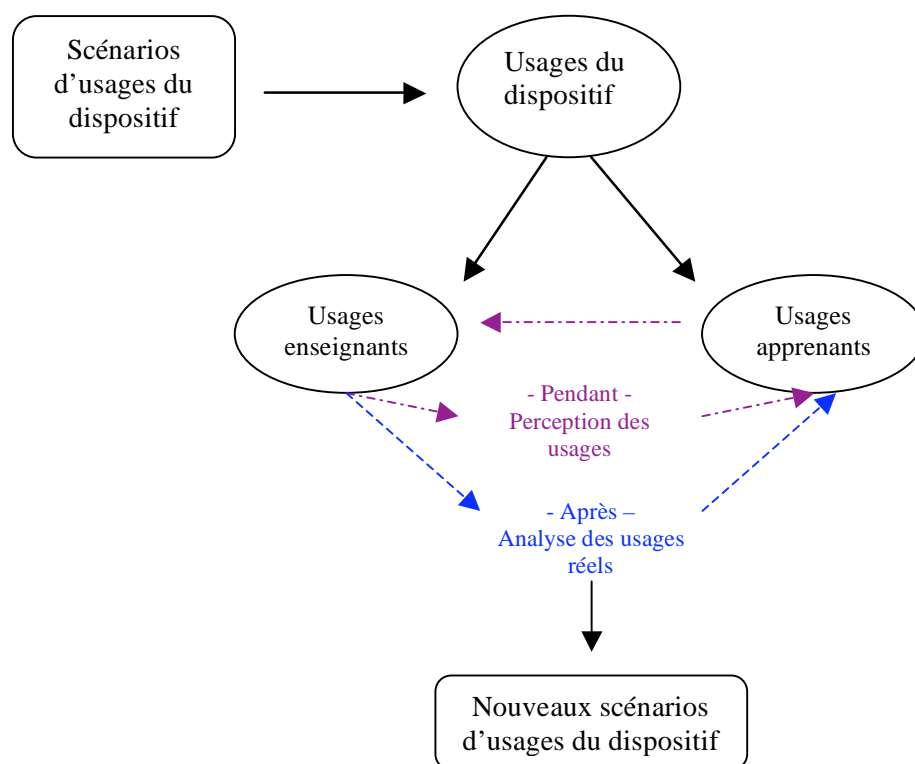 Scénarios
d'usages du
dispositif
Usages du
dispositif
Usages
enseignants
Usages
apprenants
- Pendant -
Perception des
usages
- Après –
Analyse des usages
réels
Nouveaux scénarios
d'usages du dispositif